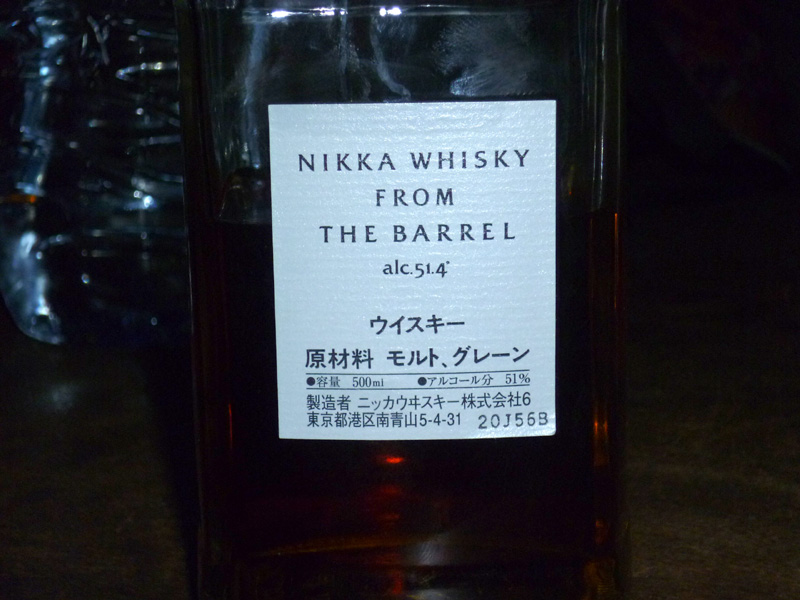 NIKKA WHISKY
FROM
THE BARREL
alc.51.4°
ウイスキー
原材料 モルト、グレーン
●容量 500ml ●アルコール分 51%
製造者 ニッカウヰスキー株式会社6
東京都港区南青山5-4-31 20J56B